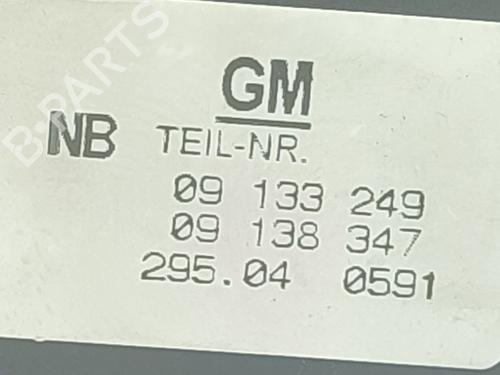 GM
NB TEIL-NR.
09 133 249
09 138 347
295.04 0591
B-PARTS